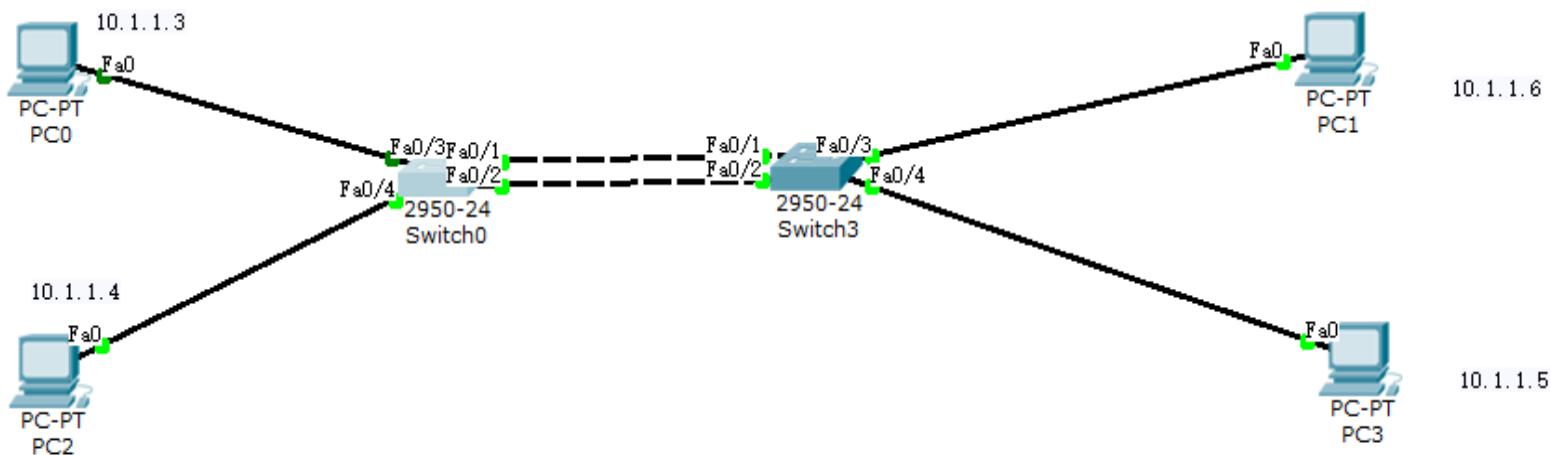 10.1.1.3
Fa0
PC-PT
PC0
Fa0/3
Fa0/1
Fa0/2
Fa0/4
2950-24
Switch0
Fa0/1
Fa0/2
Fa0/3
Fa0/4
2950-24
Switch3
Fa0
PC-PT
PC1
10.1.1.6
10.1.1.4
Fa0
PC-PT
PC2
Fa0
PC-PT
PC3
10.1.1.5